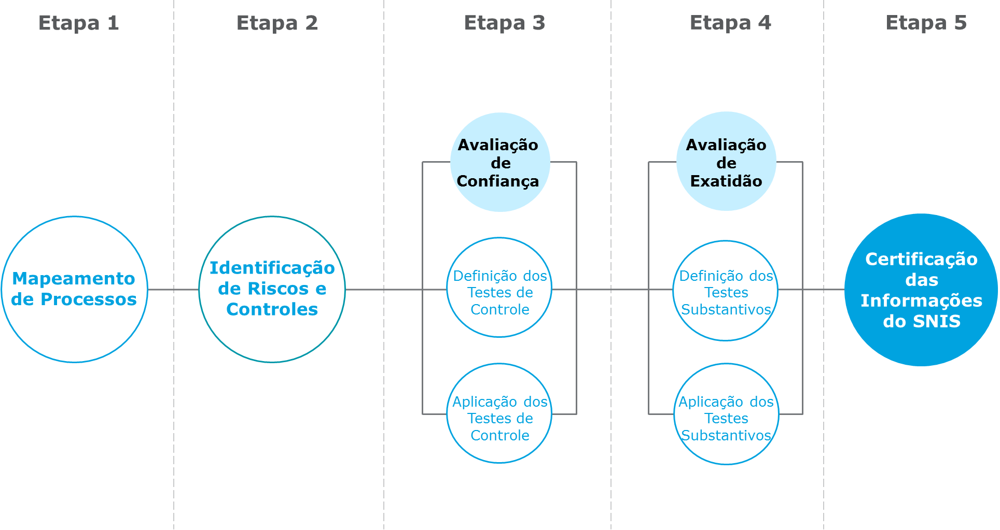 Etapa 1
Etapa 2
Etapa 3
Etapa 4
Etapa 5
Mapeamento
de Processos
Identificação
de Riscos e
Controles
Avaliação
de
Confiança
Definição dos
Testes de
Controle
Aplicação dos
Testes de
Controle
Avaliação
de
Exatidão
Definição dos
Testes
Substantivos
Aplicação dos
Testes
Substantivos
Certificação
das
Informações
do SNIS